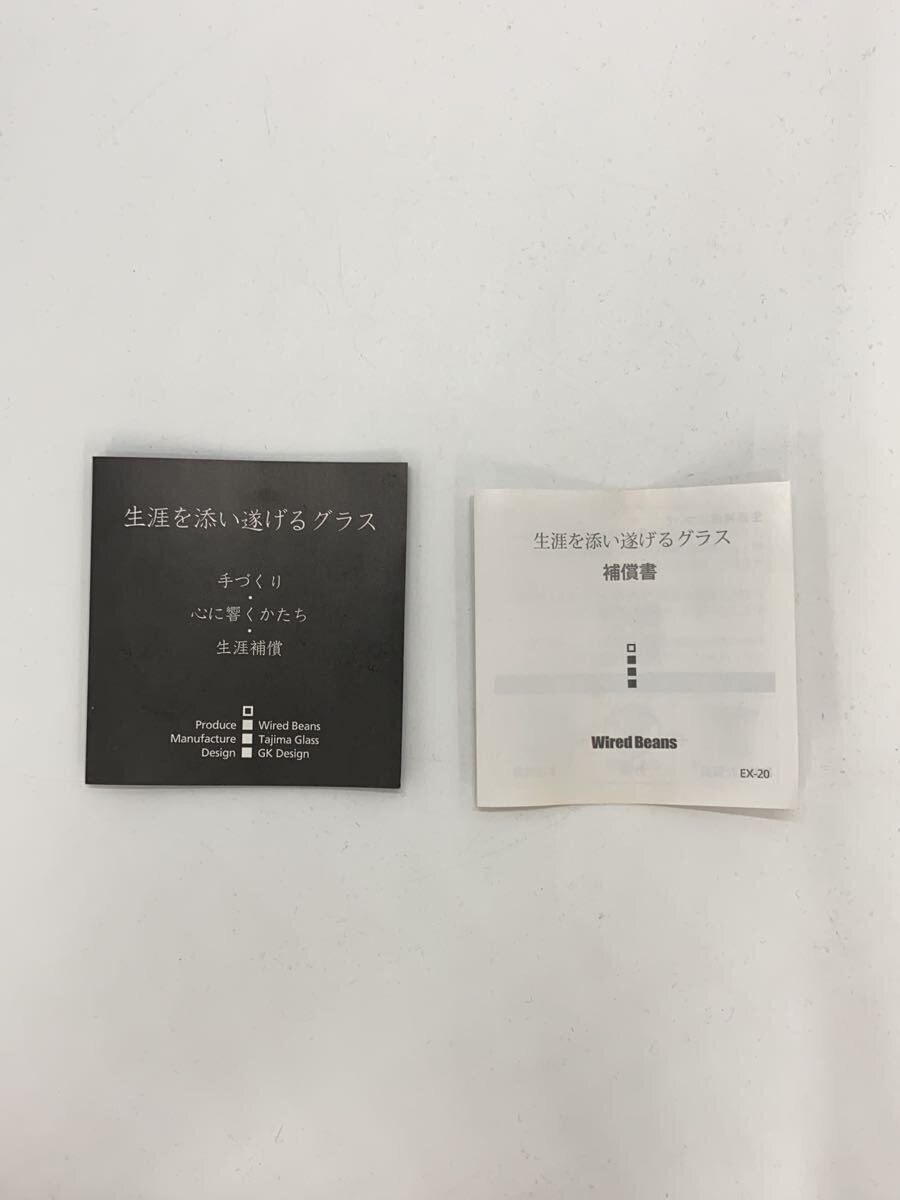 生涯を添い遂げるグラス
手づくり
・
心に響くかたち
・
生涯補償
Produce Wired Beans
Manufacture Tajima Glass
Design GK Design
生涯を添い遂げるグラス
補償書
Wired Beans
EX-20